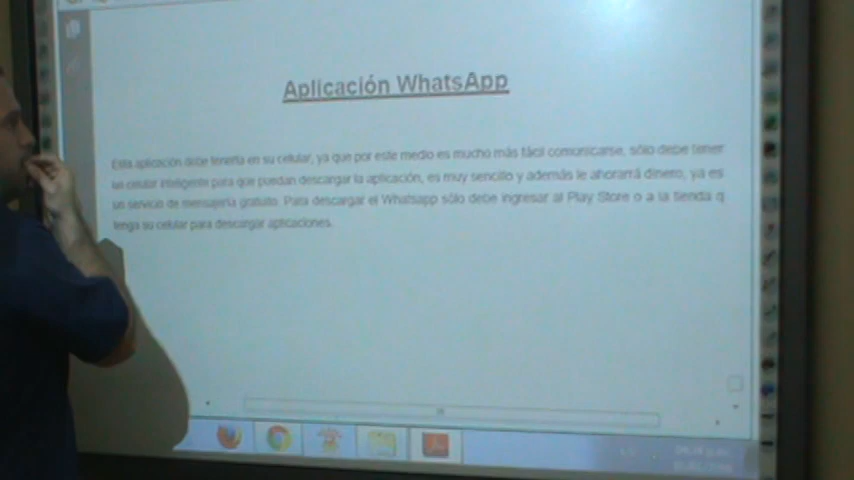 Aplicación WhatsApp
Esta aplicación debe tenerla en su celular, ya que por este medio es mucho más fácil comunicarse, sólo debe tener
un celular inteligente para que puedan descargar la aplicación, es muy sencillo y además le ahorrará dinero, ya es
un servicio de mensajería gratuito. Para descargar el Whatsapp sólo debe ingresar al Play Store o a la tienda q
tenga su celular para descargar aplicaciones.